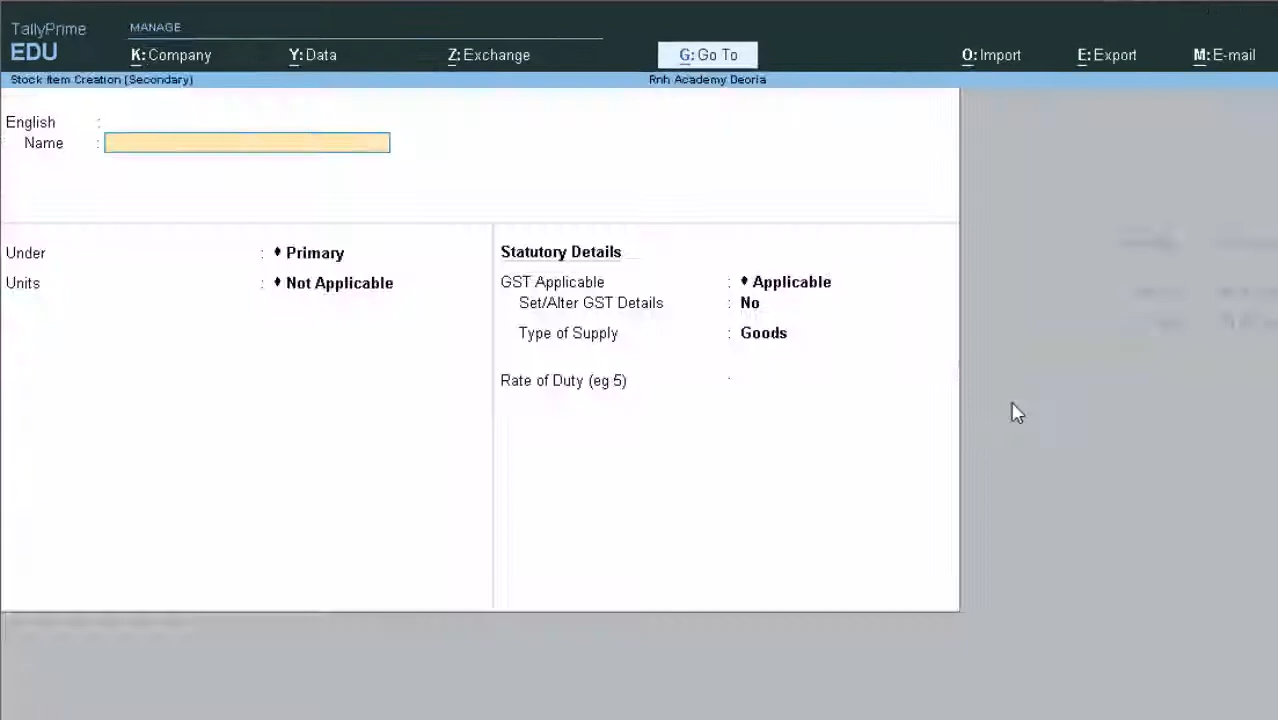 TallyPrime
MANAGE
EDU
K: Company
Y: Data
Z: Exchange
G: Go To
O: Import
E: Export
M: E-mail
Stock Item Creation (Secondary)
Rnh Academy Deoria
English :
Name :
Under : ♦ Primary
Units : ♦ Not Applicable
Statutory Details
GST Applicable : ♦ Applicable
Set/Alter GST Details : No
Type of Supply : Goods
Rate of Duty (eg 5) :